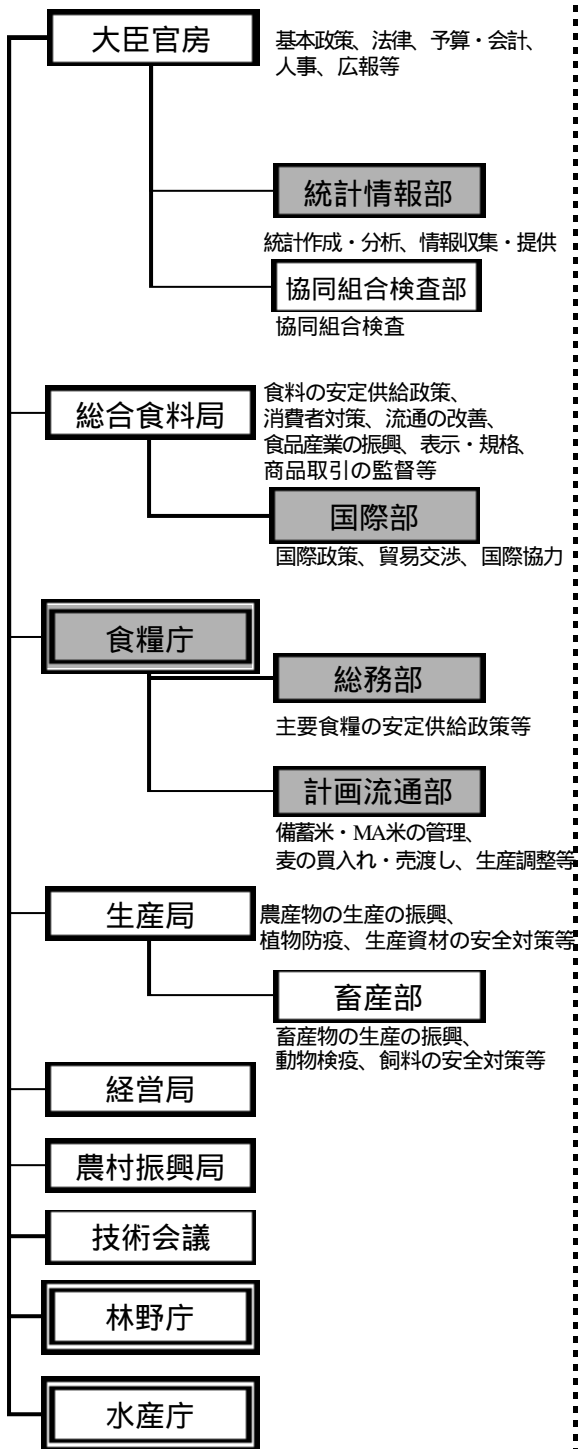 大臣官房
基本政策、法律、予算・会計、
人事、広報等
統計情報部
統計作成・分析、情報収集・提供
協同組合検査部
協同組合検査
総合食料局
食料の安定供給政策、
消費者対策、流通の改善、
食品産業の振興、表示・規格、
商品取引の監督等
国際部
国際政策、貿易交渉、国際協力
食糧庁
総務部
主要食糧の安定供給政策等
計画流通部
備蓄米・MA米の管理、
麦の買入れ・売渡し、生産調整等
生産局
農産物の生産の振興、
植物防疫、生産資材の安全対策等
畜産部
畜産物の生産の振興、
動物検疫、飼料の安全対策等
経営局
農村振興局
技術会議
林野庁
水産庁